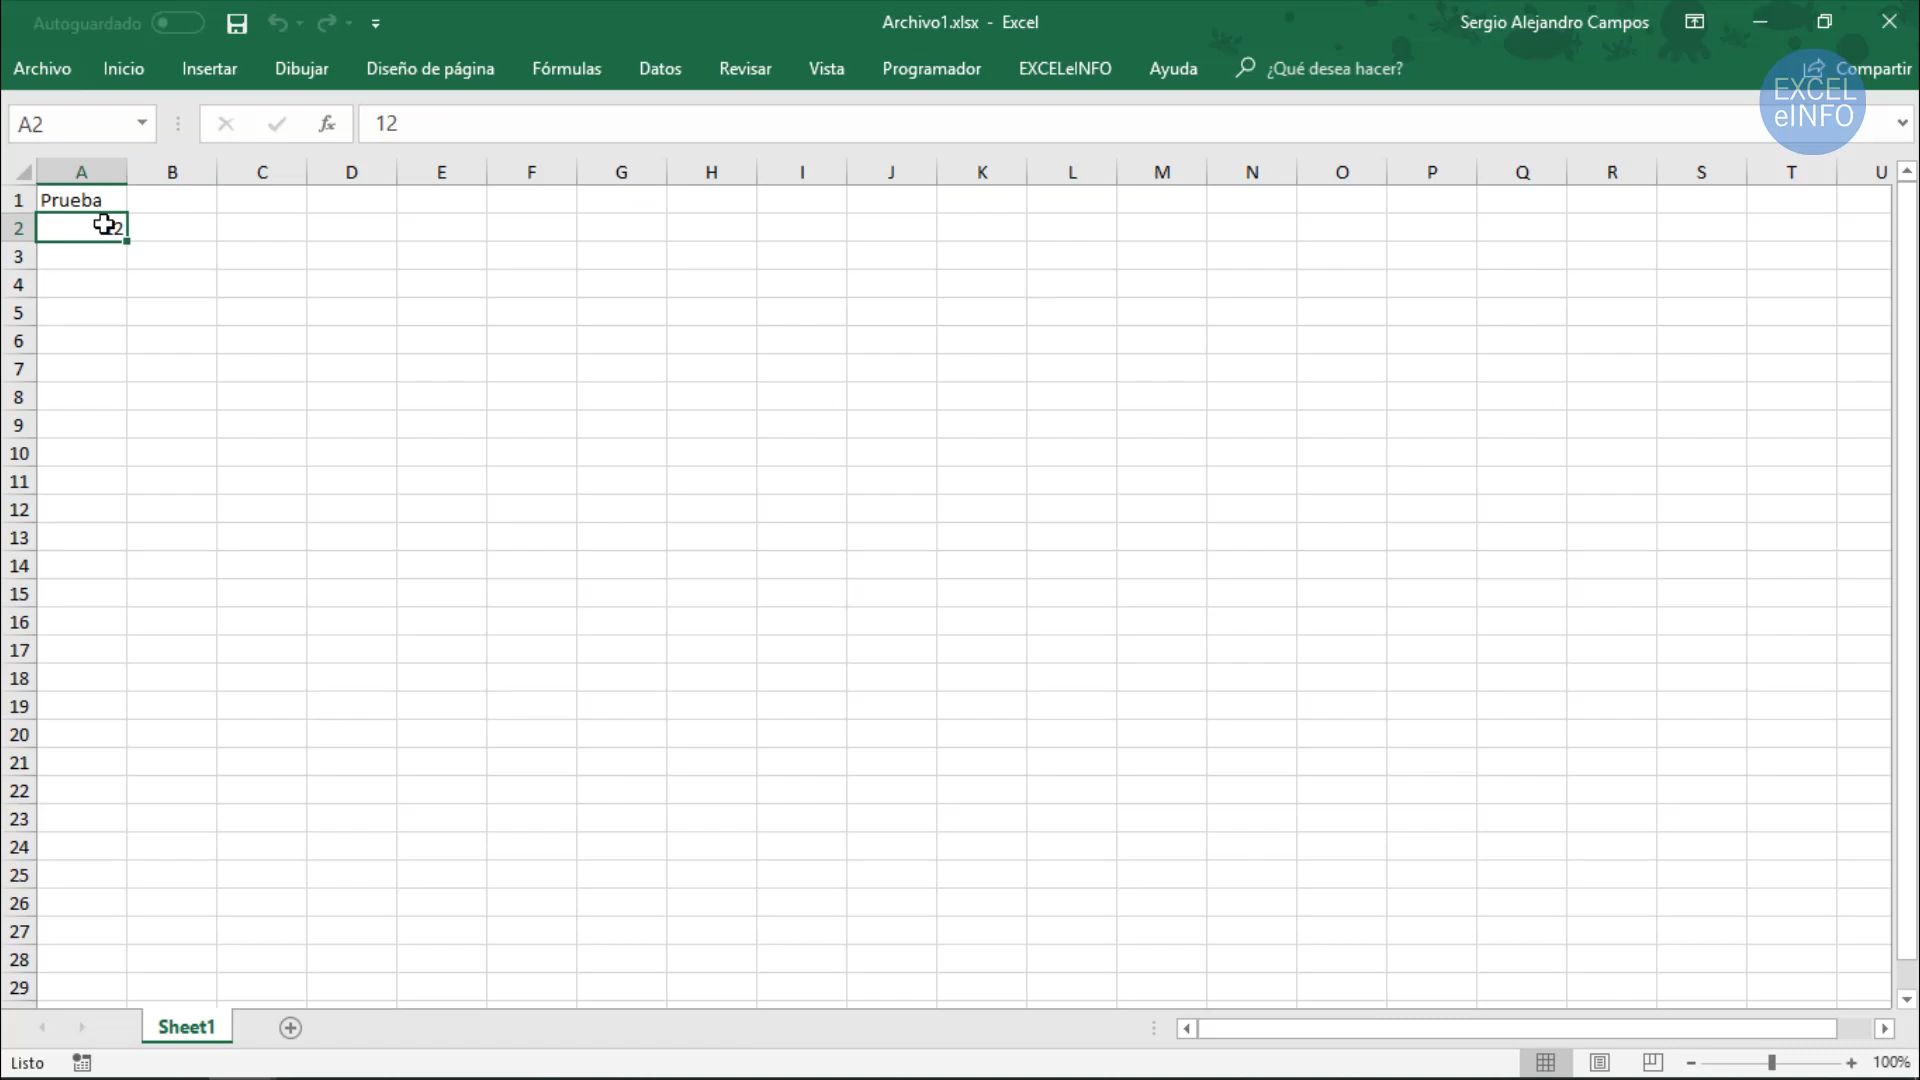 Autoguardado
Archivo1.xlsx - Excel
Sergio Alejandro Campos
Archivo Inicio Insertar Dibujar Diseño de página Fórmulas Datos Revisar Vista Programador EXCELeINFO Ayuda ¿Qué desea hacer? Compartir
EXCEL
eINFO
A2 fx 12
A B C D E F G H I J K L M N O P Q R S T U
1 Prueba
2 12
3
4
5
6
7
8
9
10
11
12
13
14
15
16
17
18
19
20
21
22
23
24
25
26
27
28
29
Sheet1
Listo 100%